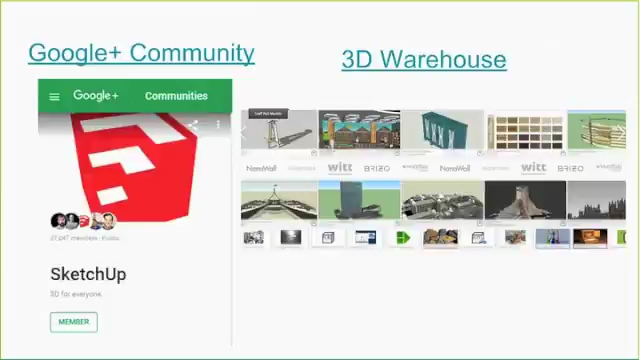 Google+ Community
3D Warehouse
Google+ Communities
SketchUp
3D for everyone.
MEMBER
NanaWall
witt
BRIZO
NanaWall
witt
BRIZO